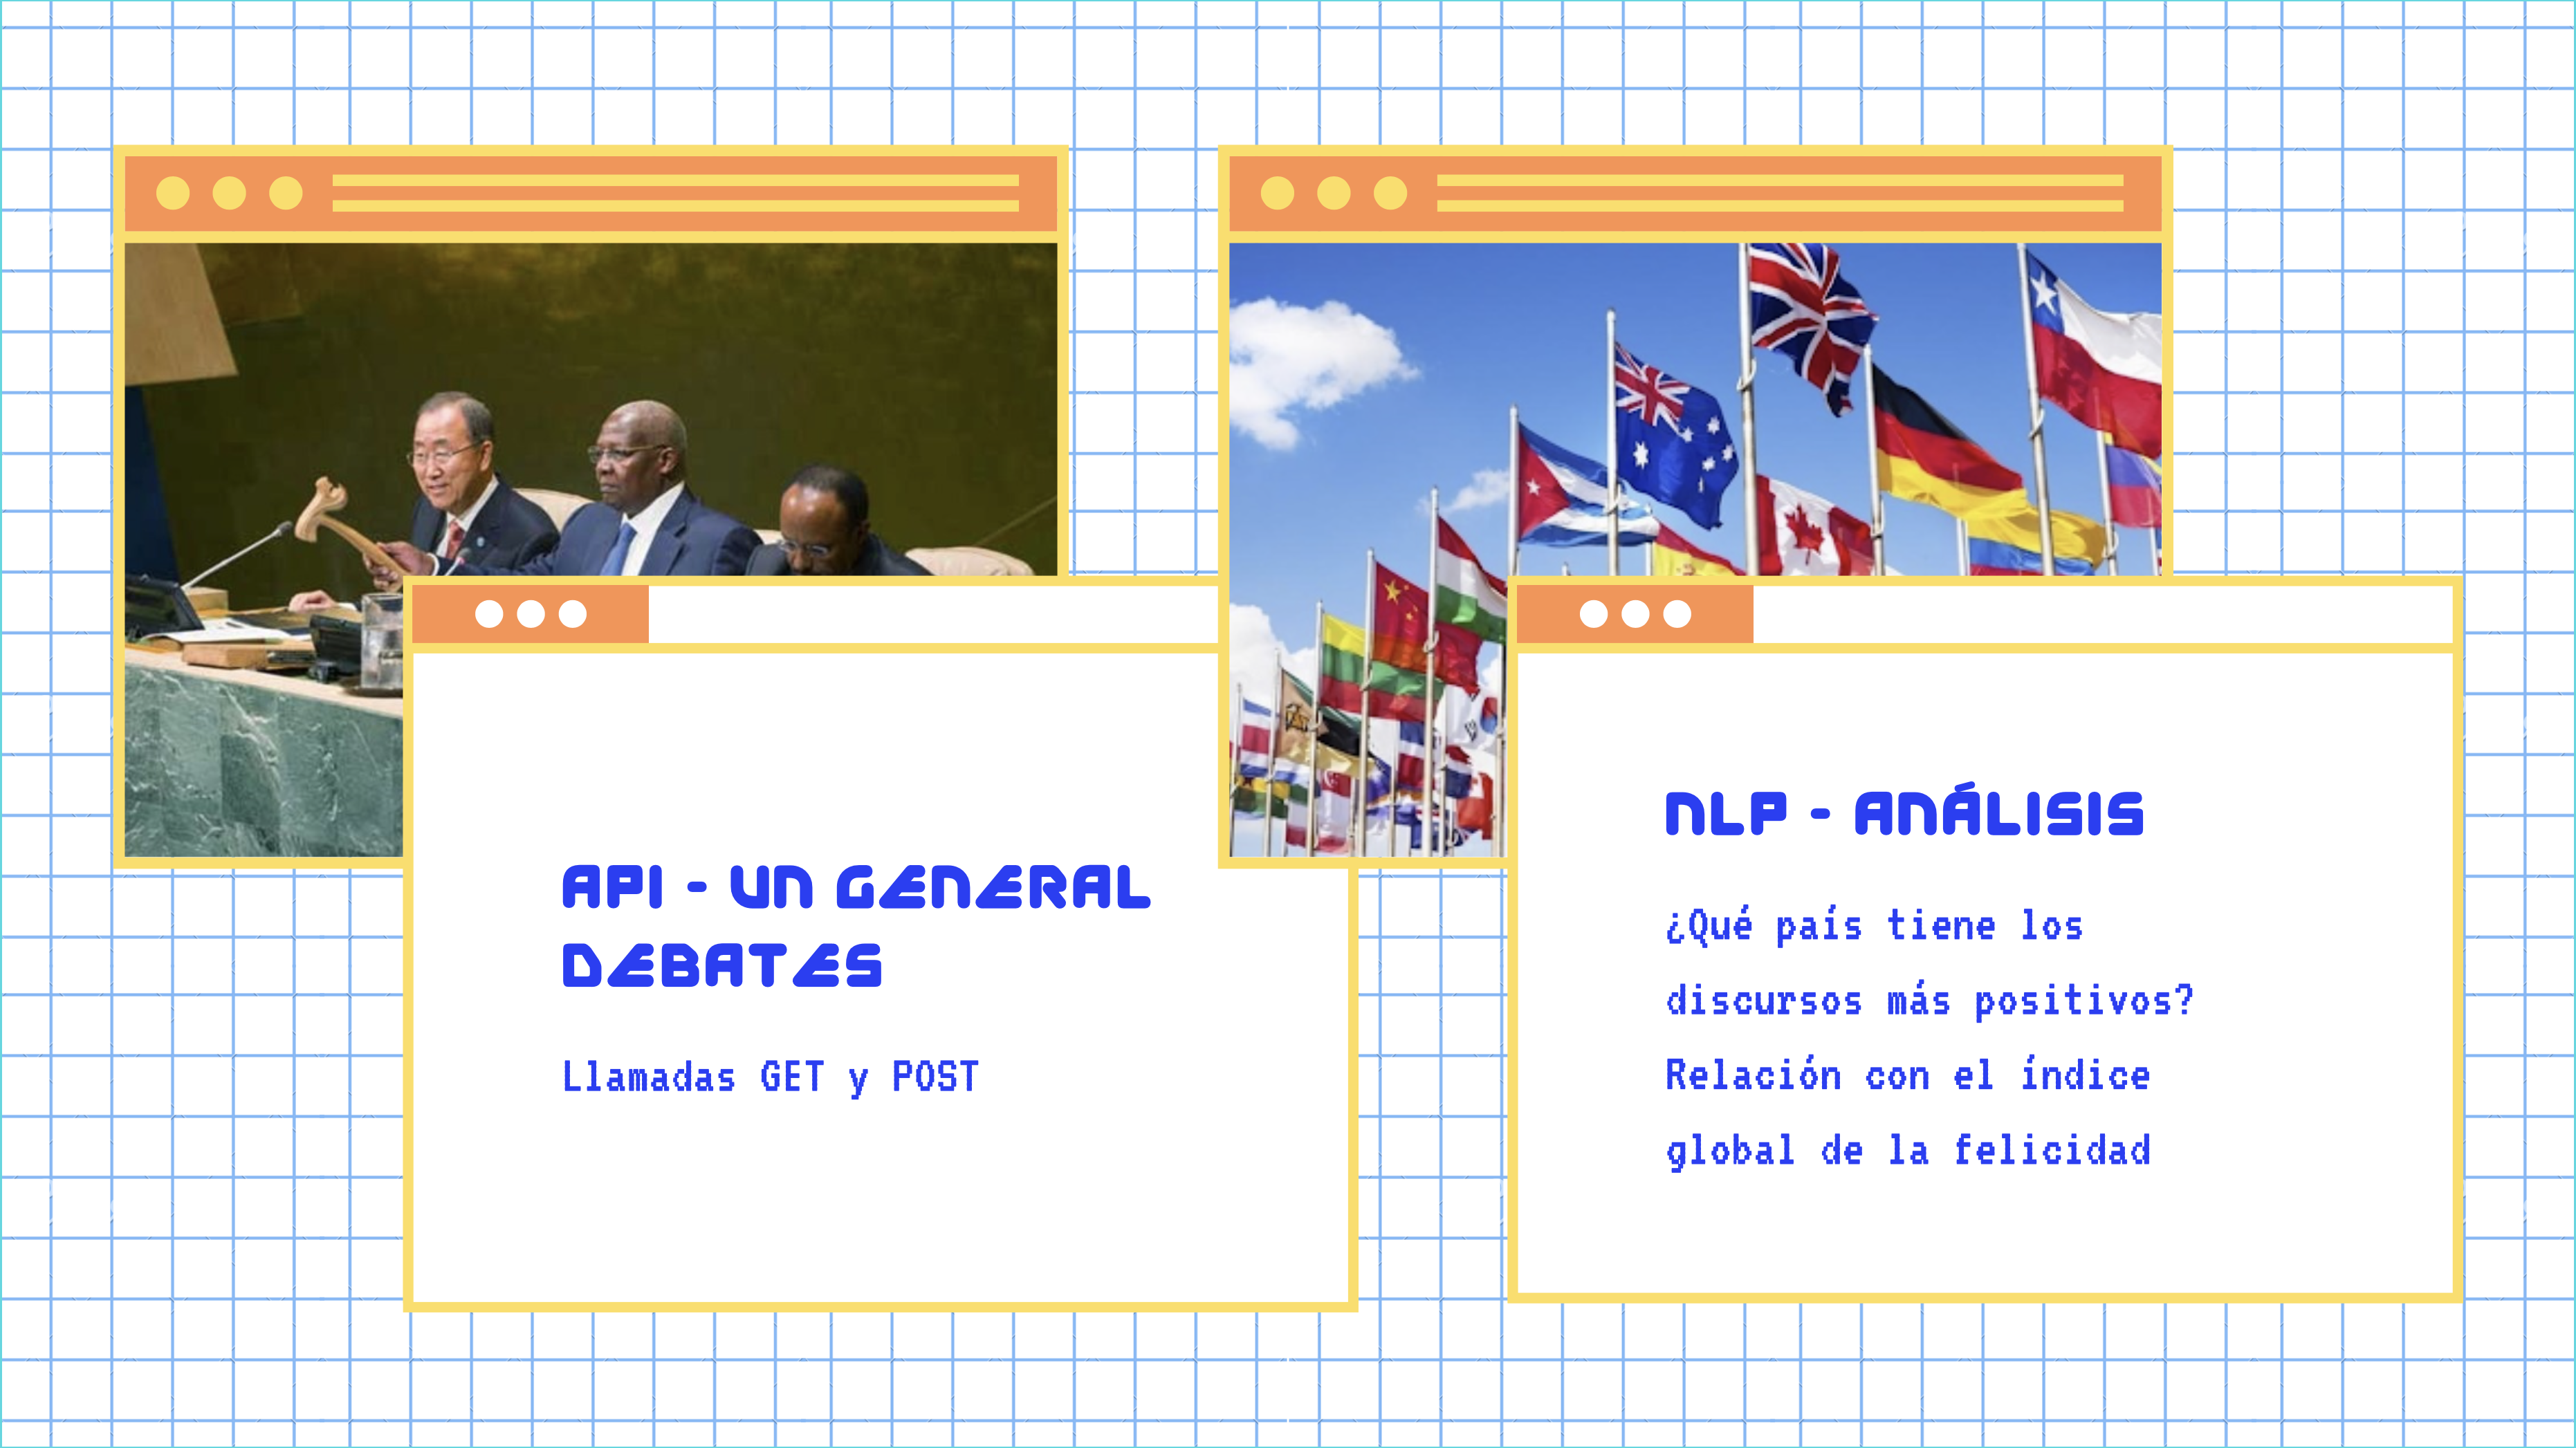 API - UN GENERAL
DEBATES
Llamadas GET y POST
NLP - ANÁLISIS
¿Qué país tiene los
discursos más positivos?
Relación con el índice
global de la felicidad